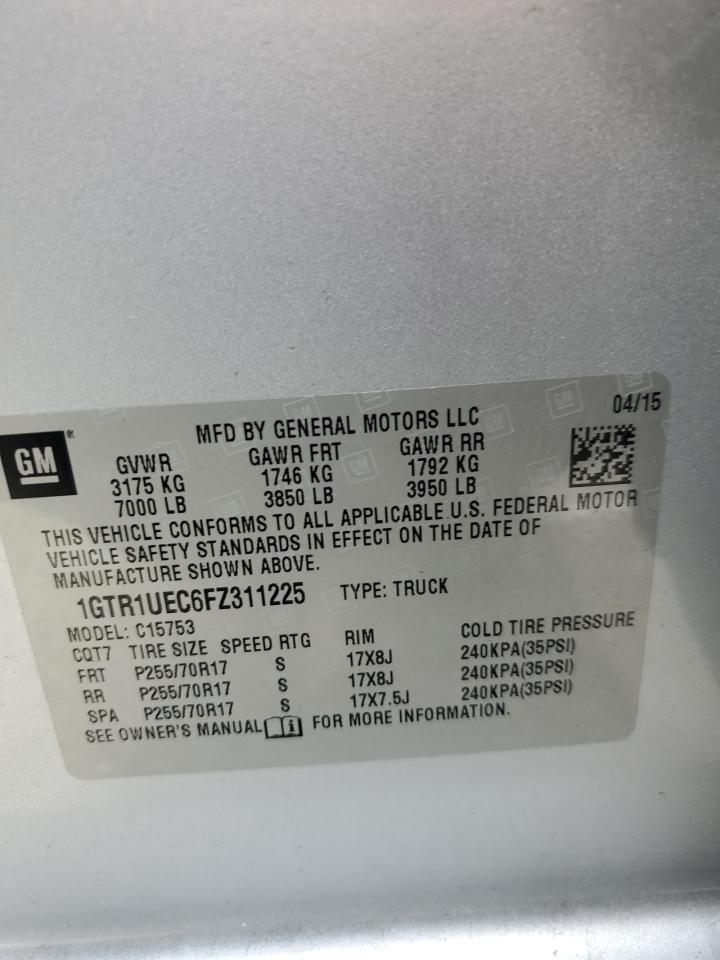 MFD BY GENERAL MOTORS LLC 04/15
GM®
GVWR GAWR FRT GAWR RR
3175 KG 1746 KG 1792 KG
7000 LB 3850 LB 3950 LB
THIS VEHICLE CONFORMS TO ALL APPLICABLE U.S. FEDERAL MOTOR
VEHICLE SAFETY STANDARDS IN EFFECT ON THE DATE OF
MANUFACTURE SHOWN ABOVE.
1GTR1UEC6FZ311225 TYPE: TRUCK
MODEL: C15753
CQT7 TIRE SIZE SPEED RTG RIM COLD TIRE PRESSURE
FRT P255/70R17 S 17X8J 240KPA(35PSI)
RR P255/70R17 S 17X8J 240KPA(35PSI)
SPA P255/70R17 S 17X7.5J 240KPA(35PSI)
SEE OWNER'S MANUAL i FOR MORE INFORMATION.